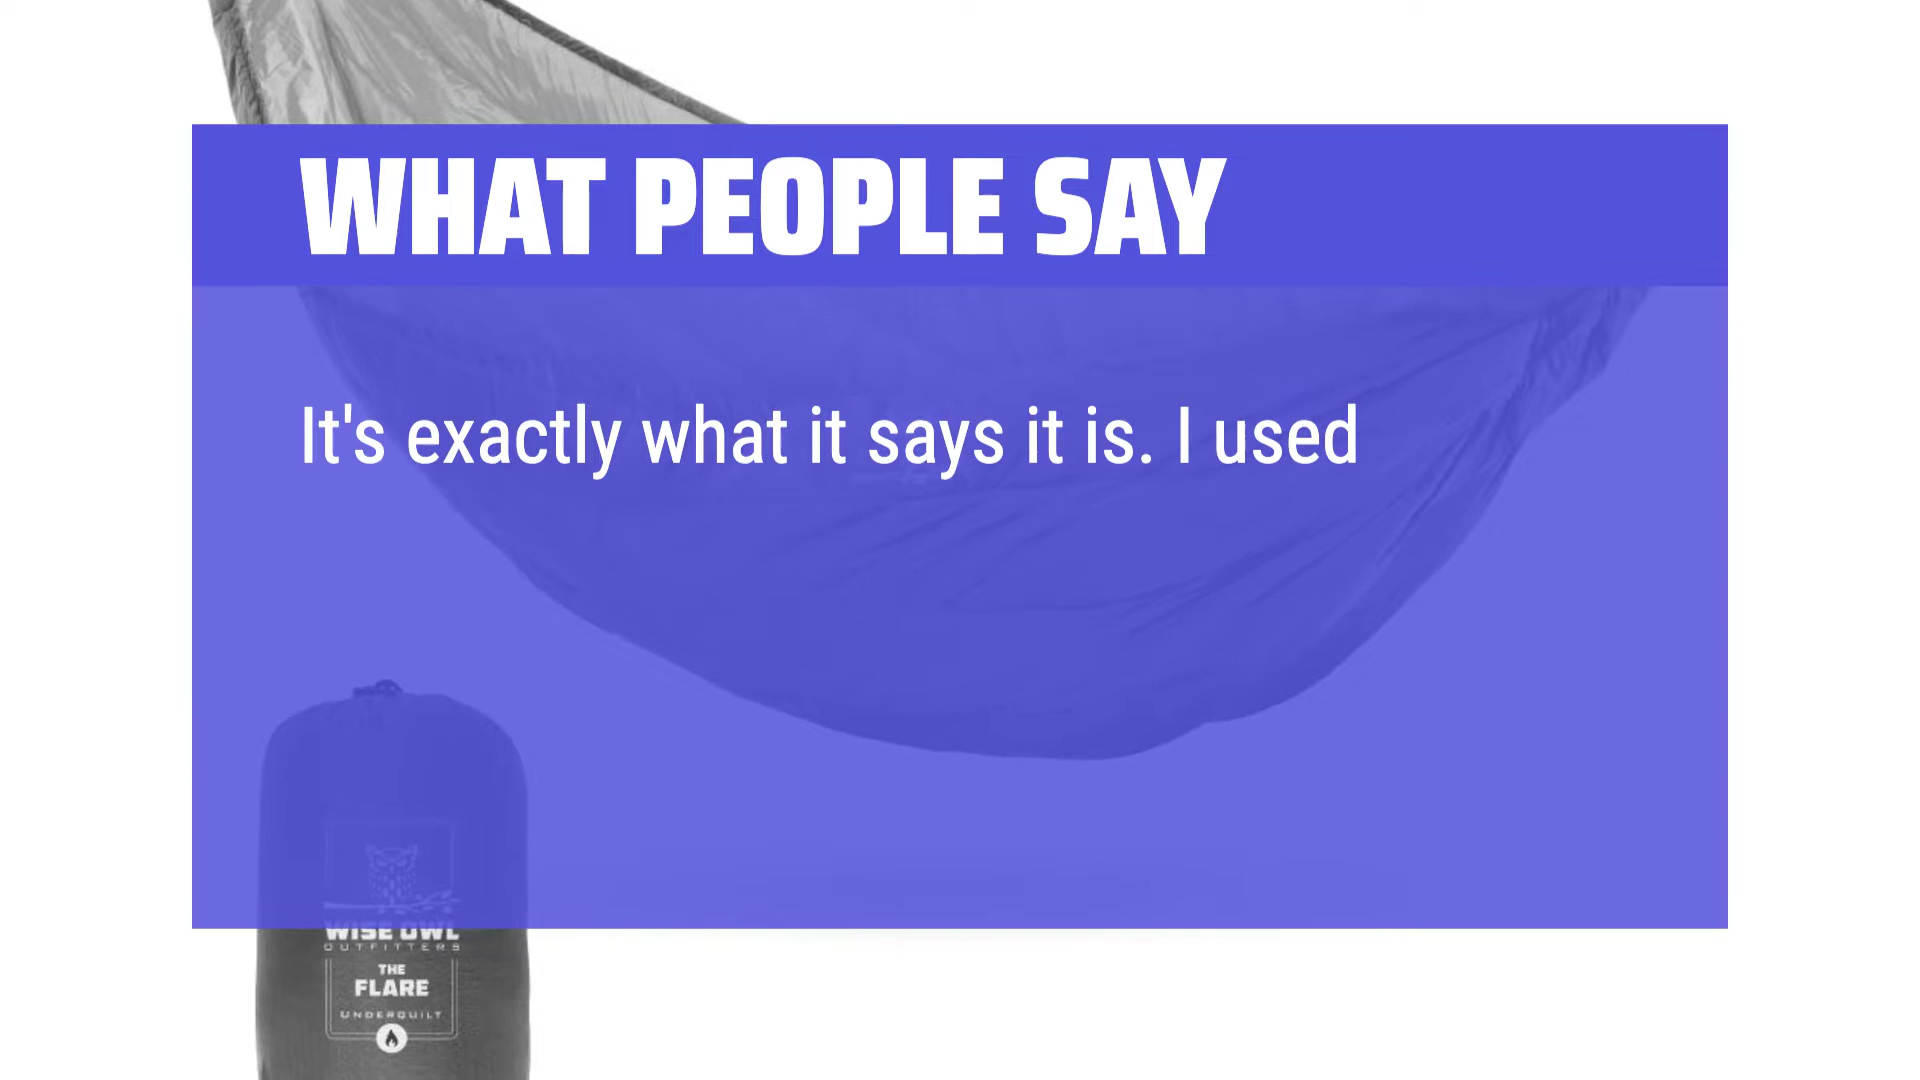 WHAT PEOPLE SAY
It's exactly what it says it is. I used
WISE OWL
OUTFITTERS
THE
FLARE
UNDERQUILT